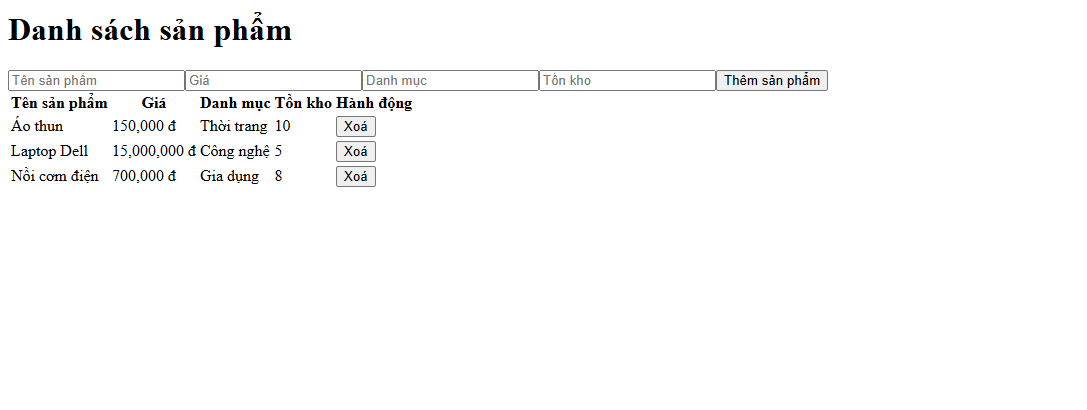 Danh sách sản phẩm
Tên sản phẩm Giá Danh mục Tồn kho Thêm sản phẩm
Tên sản phẩm Giá Danh mục Tồn kho Hành động
Áo thun 150,000 đ Thời trang 10 Xoá
Laptop Dell 15,000,000 đ Công nghệ 5 Xoá
Nồi cơm điện 700,000 đ Gia dụng 8 Xoá